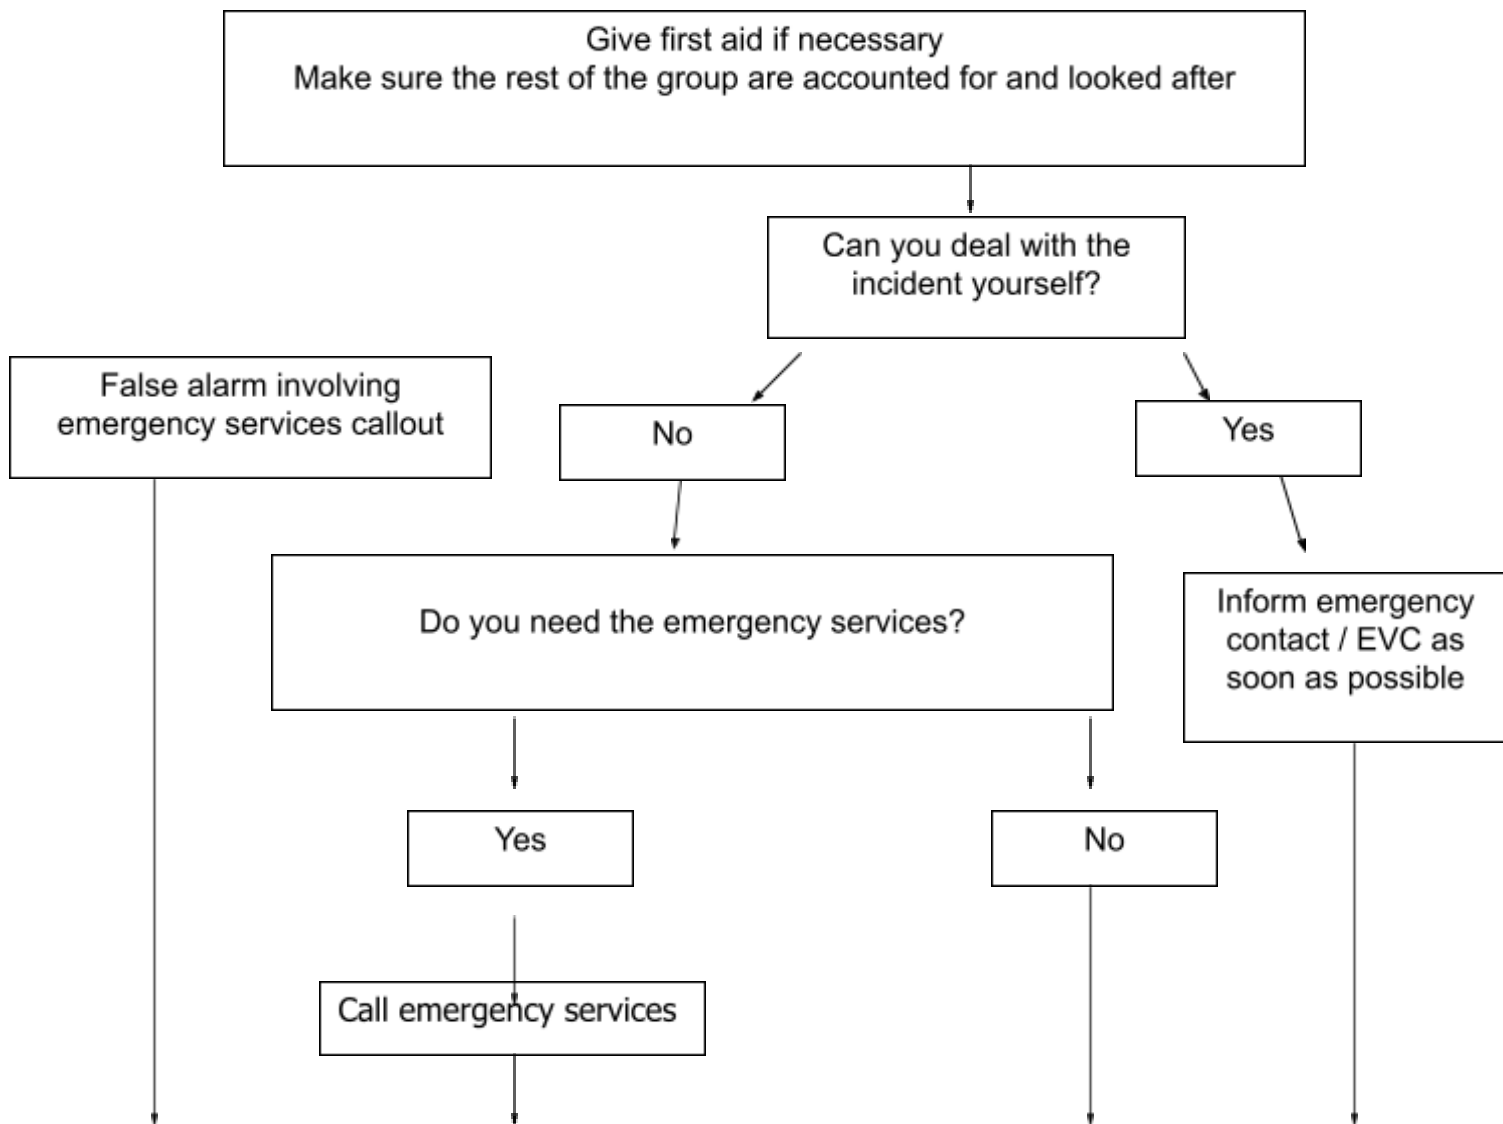 Give first aid if necessary
Make sure the rest of the group are accounted for and looked after
Can you deal with the
incident yourself?
False alarm involving
emergency services callout
No
Yes
Do you need the emergency services?
Inform emergency
contact / EVC as
soon as possible
Yes
No
Call emergency services